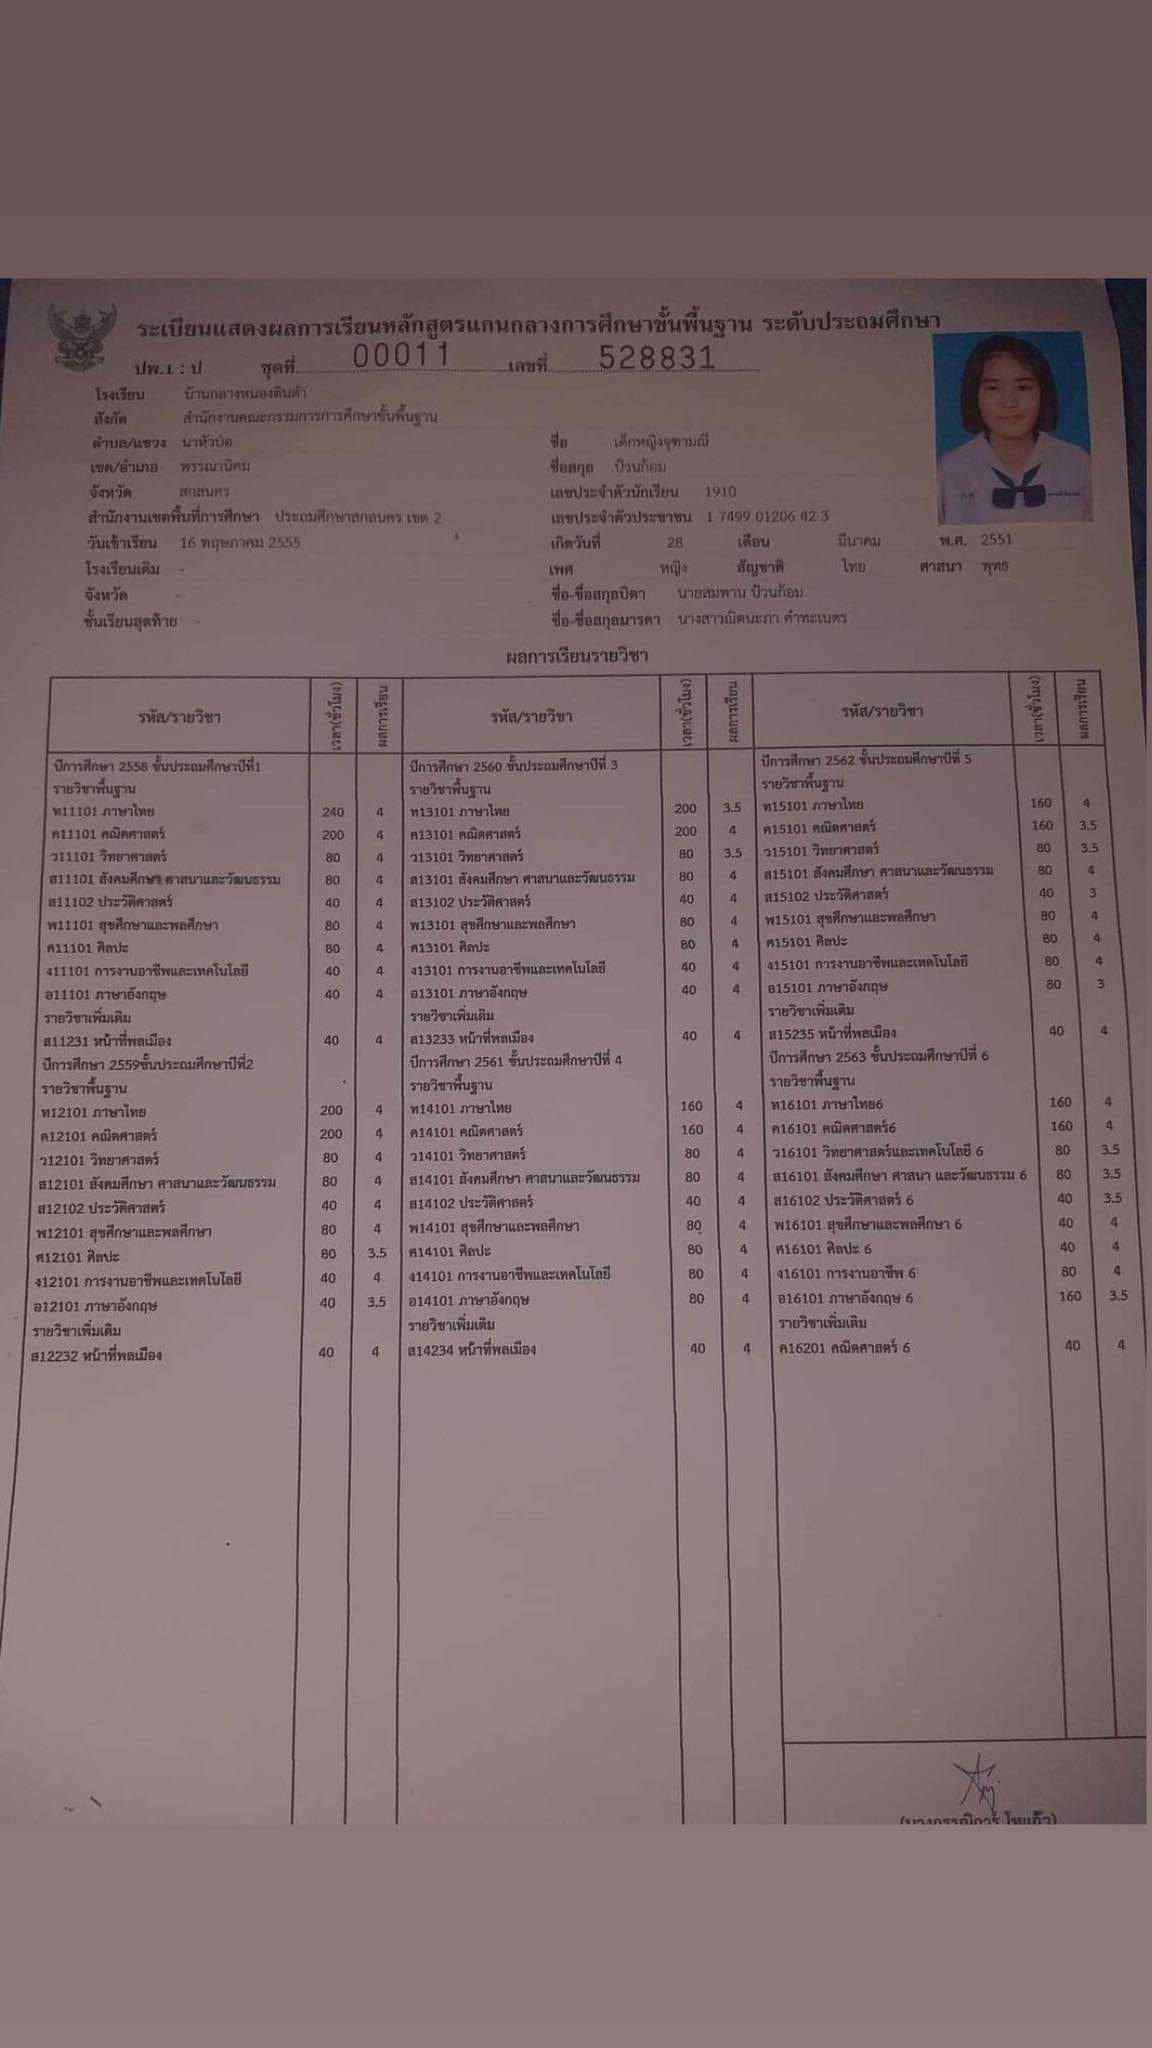 ระเบียนแสดงผลการเรียนหลักสูตรแกนกลางการศึกษาขั้นพื้นฐาน ระดับประถมศึกษา
ปพ.1 : ป ชุดที่ 00011 เลขที่ 528831
โรงเรียน บ้านกลางหนองตีนต่ำ
สังกัด สำนักงานคณะกรรมการการศึกษาขั้นพื้นฐาน
ตำบล/แขวง นาหัวบ่อ
เขต/อำเภอ พรรณานิคม
จังหวัด สกลนคร
สำนักงานเขตพื้นที่การศึกษา ประถมศึกษาสกลนคร เขต 2
วันเข้าเรียน 16 พฤษภาคม 2555
โรงเรียนเดิม -
จังหวัด -
ชั้นเรียนสุดท้าย -
ชื่อ เด็กหญิงจุฑามณี
ชื่อสกุล ป้วนก้อม
เลขประจำตัวนักเรียน 1910
เลขประจำตัวประชาชน 1 7499 01206 42 3
เกิดวันที่ 28 เดือน มีนาคม พ.ศ. 2551
เพศ หญิง สัญชาติ ไทย ศาสนา พุทธ
ชื่อ-ชื่อสกุลบิดา นายสมพาน ป้วนก้อม
ชื่อ-ชื่อสกุลมารดา นางสาวณิตนะภา คำทะเนตร
ผลการเรียนรายวิชา
รหัส/รายวิชา เวลา(ชั่วโมง) ผลการเรียน
ปีการศึกษา 2558 ชั้นประถมศึกษาปีที่1
รายวิชาพื้นฐาน
ท11101 ภาษาไทย 240 4
ค11101 คณิตศาสตร์ 200 4
ว11101 วิทยาศาสตร์ 80 4
ส11101 สังคมศึกษา ศาสนาและวัฒนธรรม 80 4
ส11102 ประวัติศาสตร์ 40 4
พ11101 สุขศึกษาและพลศึกษา 80 4
ศ11101 ศิลปะ 80 4
ง11101 การงานอาชีพและเทคโนโลยี 40 4
อ11101 ภาษาอังกฤษ 40 4
รายวิชาเพิ่มเติม
ส11231 หน้าที่พลเมือง 40 4
ปีการศึกษา 2559ชั้นประถมศึกษาปีที่2
รายวิชาพื้นฐาน
ท12101 ภาษาไทย 200 4
ค12101 คณิตศาสตร์ 200 4
ว12101 วิทยาศาสตร์ 80 4
ส12101 สังคมศึกษา ศาสนาและวัฒนธรรม 80 4
ส12102 ประวัติศาสตร์ 40 4
พ12101 สุขศึกษาและพลศึกษา 80 4
ศ12101 ศิลปะ 80 3.5
ง12101 การงานอาชีพและเทคโนโลยี 40 4
อ12101 ภาษาอังกฤษ 40 3.5
รายวิชาเพิ่มเติม
ส12232 หน้าที่พลเมือง 40 4
รหัส/รายวิชา เวลา(ชั่วโมง) ผลการเรียน
ปีการศึกษา 2560 ชั้นประถมศึกษาปีที่ 3
รายวิชาพื้นฐาน
ท13101 ภาษาไทย 200 3.5
ค13101 คณิตศาสตร์ 200 4
ว13101 วิทยาศาสตร์ 80 3.5
ส13101 สังคมศึกษา ศาสนาและวัฒนธรรม 80 4
ส13102 ประวัติศาสตร์ 40 4
พ13101 สุขศึกษาและพลศึกษา 80 4
ศ13101 ศิลปะ 80 4
ง13101 การงานอาชีพและเทคโนโลยี 40 4
อ13101 ภาษาอังกฤษ 40 4
รายวิชาเพิ่มเติม
ส13233 หน้าที่พลเมือง 40 4
ปีการศึกษา 2561 ชั้นประถมศึกษาปีที่ 4
รายวิชาพื้นฐาน
ท14101 ภาษาไทย 160 4
ค14101 คณิตศาสตร์ 160 4
ว14101 วิทยาศาสตร์ 80 4
ส14101 สังคมศึกษา ศาสนาและวัฒนธรรม 80 4
ส14102 ประวัติศาสตร์ 40 4
พ14101 สุขศึกษาและพลศึกษา 80 4
ศ14101 ศิลปะ 80 4
ง14101 การงานอาชีพและเทคโนโลยี 80 4
อ14101 ภาษาอังกฤษ 80 4
รายวิชาเพิ่มเติม
ส14234 หน้าที่พลเมือง 40 4
รหัส/รายวิชา เวลา(ชั่วโมง) ผลการเรียน
ปีการศึกษา 2562 ชั้นประถมศึกษาปีที่ 5
รายวิชาพื้นฐาน
ท15101 ภาษาไทย 160 4
ค15101 คณิตศาสตร์ 160 3.5
ว15101 วิทยาศาสตร์ 80 3.5
ส15101 สังคมศึกษา ศาสนาและวัฒนธรรม 80 4
ส15102 ประวัติศาสตร์ 40 3
พ15101 สุขศึกษาและพลศึกษา 80 4
ศ15101 ศิลปะ 80 4
ง15101 การงานอาชีพและเทคโนโลยี 80 4
อ15101 ภาษาอังกฤษ 80 3
รายวิชาเพิ่มเติม
ส15235 หน้าที่พลเมือง 40 4
ปีการศึกษา 2563 ชั้นประถมศึกษาปีที่ 6
รายวิชาพื้นฐาน
ท16101 ภาษาไทย6 160 4
ค16101 คณิตศาสตร์6 160 4
ว16101 วิทยาศาสตร์และเทคโนโลยี 6 80 3.5
ส16101 สังคมศึกษา ศาสนา และวัฒนธรรม 6 80 3.5
ส16102 ประวัติศาสตร์ 6 40 3.5
พ16101 สุขศึกษาและพลศึกษา 6 40 4
ศ16101 ศิลปะ 6 40 4
ง16101 การงานอาชีพ 6 80 4
อ16101 ภาษาอังกฤษ 6 160 3.5
รายวิชาเพิ่มเติม
ค16201 คณิตศาสตร์ 6 40 4